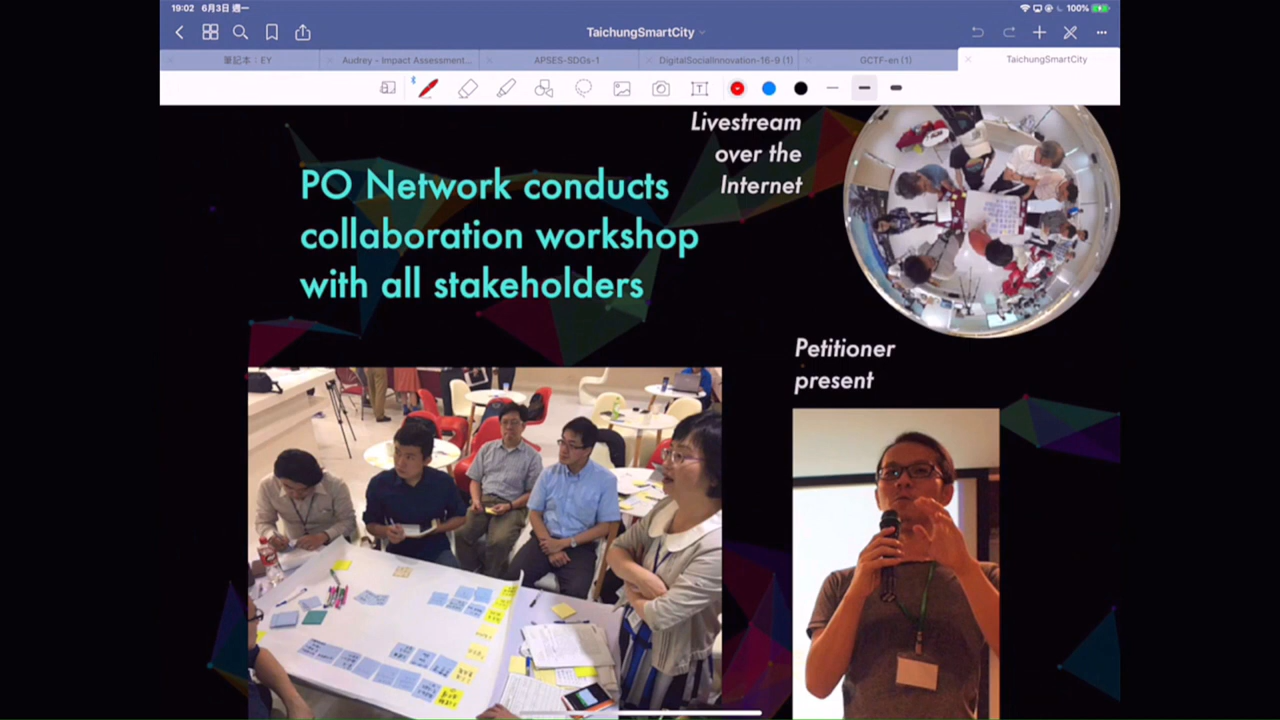 19:02 6月3日 週一
100%
TaichungSmartCity
筆記本：EY
Audrey - Impact Assessment...
APSES-SDGs-1
DigitalSocialInnovation-16-9 (1)
GCTF-en (1)
TaichungSmartCity
Livestream
over the
Internet
PO Network conducts
collaboration workshop
with all stakeholders
Petitioner
present